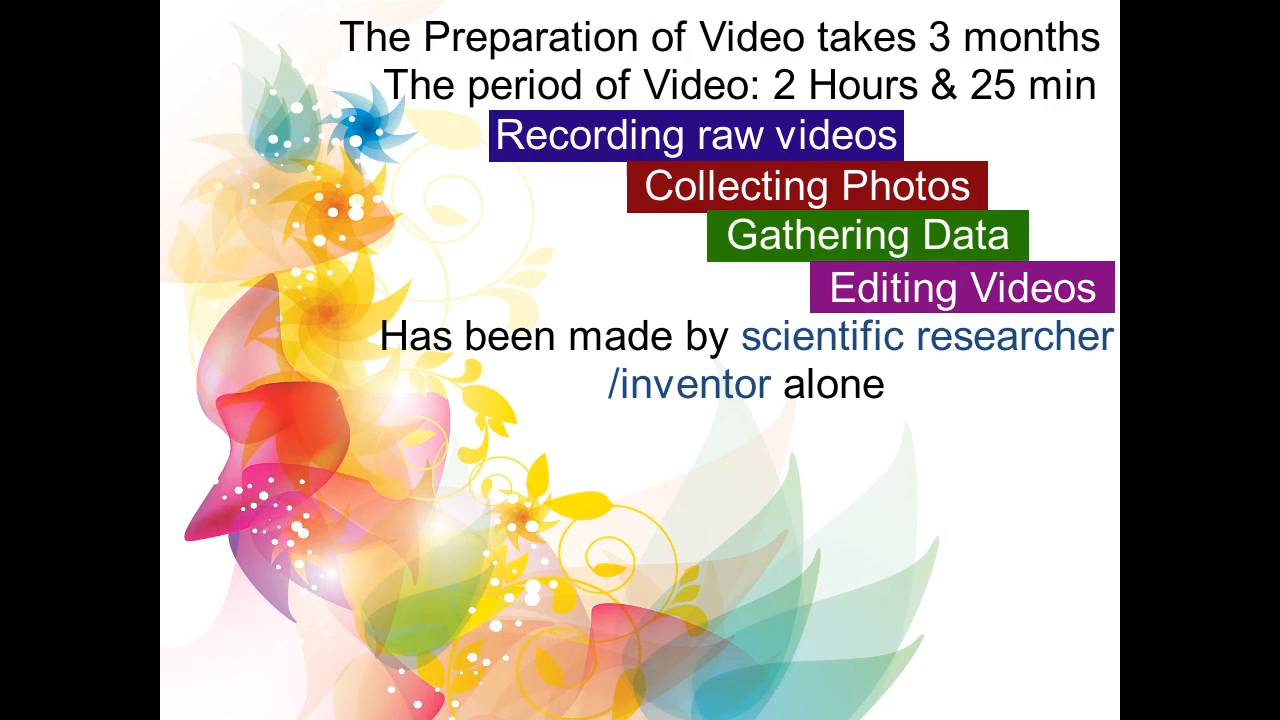 The Preparation of Video takes 3 months
The period of Video: 2 Hours & 25 min
Recording raw videos
Collecting Photos
Gathering Data
Editing Videos
Has been made by scientific researcher
/inventor alone